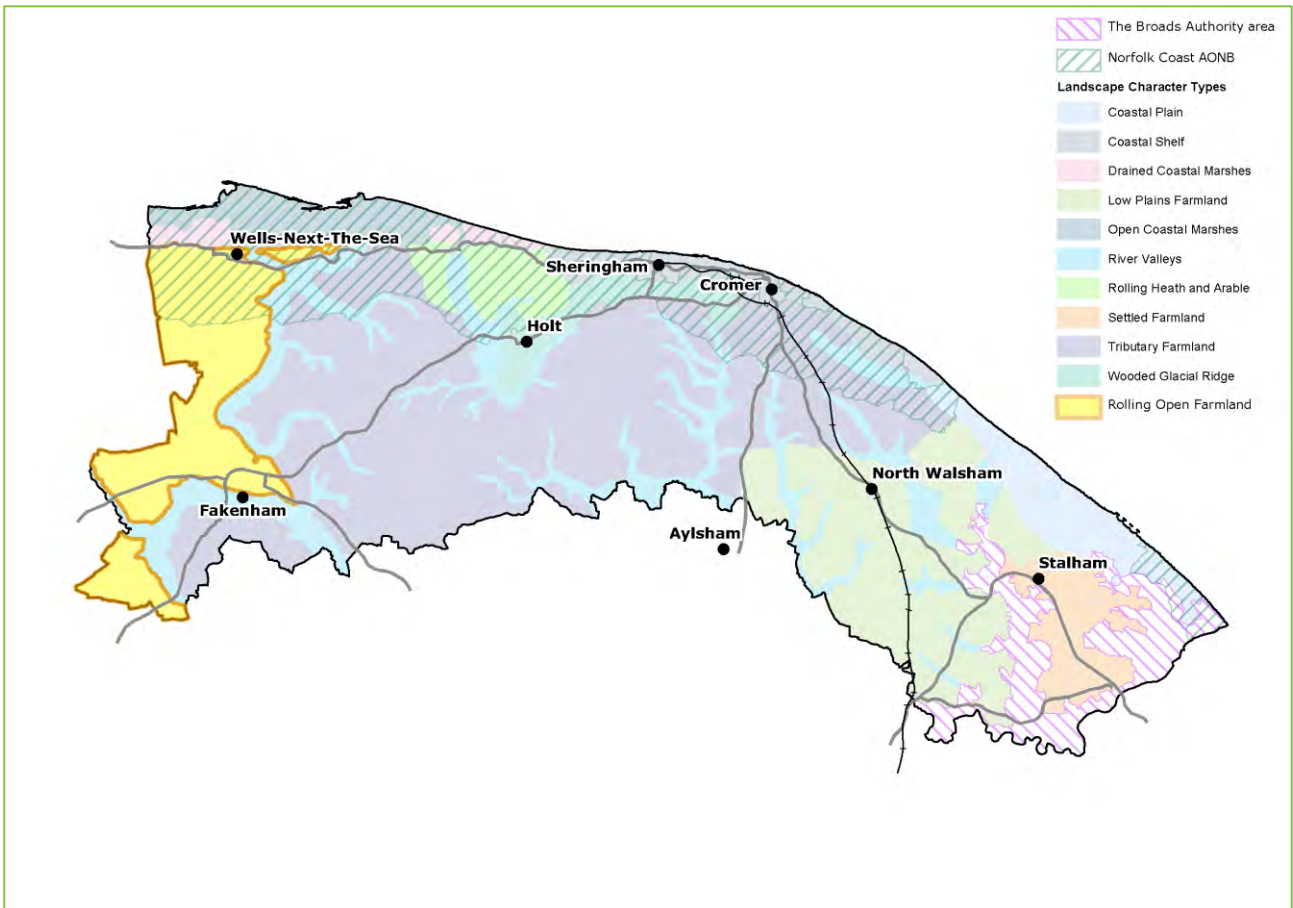 The Broads Authority area
Norfolk Coast AONB
Landscape Character Types
Coastal Plain
Coastal Shelf
Drained Coastal Marshes
Low Plains Farmland
Open Coastal Marshes
River Valleys
Rolling Heath and Arable
Settled Farmland
Tributary Farmland
Wooded Glacial Ridge
Rolling Open Farmland
Wells-Next-The-Sea
Sheringham
Cromer
Holt
North Walsham
Fakenham
Aylsham
Stalham